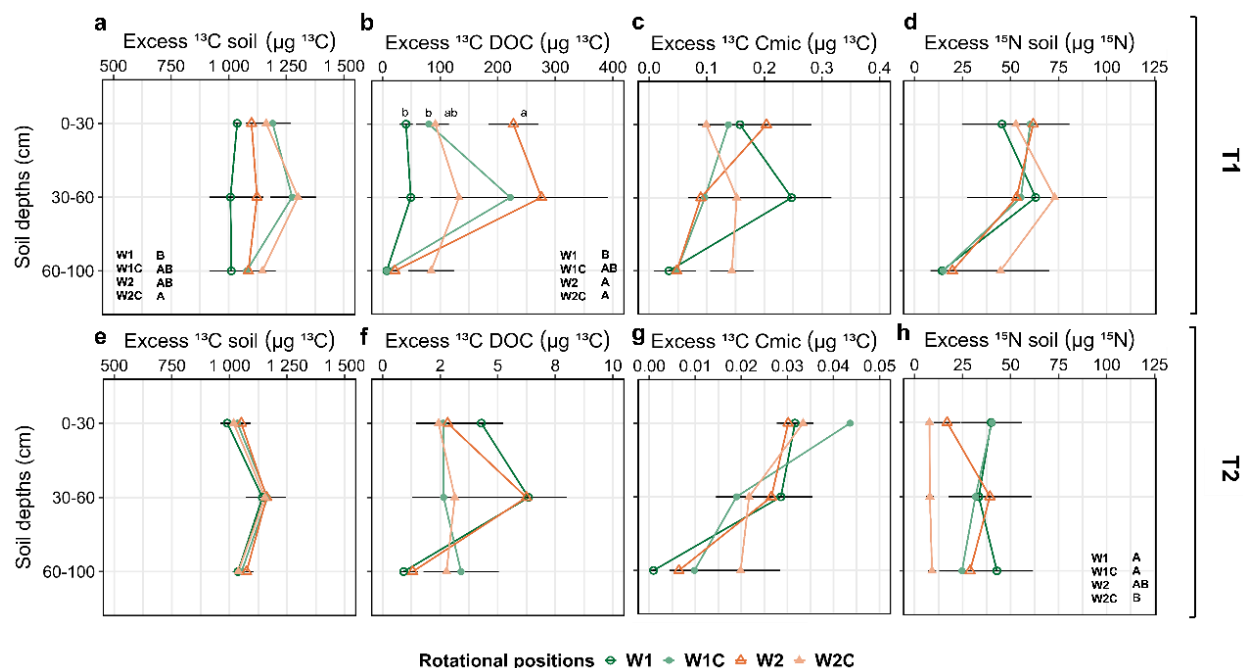 a b c d
Excess ¹³C soil (µg ¹³C) Excess ¹³C DOC (µg ¹³C) Excess ¹³C Cmic (µg ¹³C) Excess ¹⁵N soil (µg ¹⁵N)
500 750 1 000 1 250 1 500 0 100 200 300 400 0.0 0.1 0.2 0.3 0.4 0 25 50 75 100 125
b b ab a
0-30
30-60
60-100
Soil depths (cm)
W1 B
W1C AB
W2 AB
W2C A
W1 B
W1C AB
W2 A
W2C A
T1
e f g h
Excess ¹³C soil (µg ¹³C) Excess ¹³C DOC (µg ¹³C) Excess ¹³C Cmic (µg ¹³C) Excess ¹⁵N soil (µg ¹⁵N)
500 750 1 000 1 250 1 500 0 2 5 8 10 0.00 0.01 0.02 0.03 0.04 0.05 0 25 50 75 100 125
0-30
30-60
60-100
Soil depths (cm)
W1 A
W1C A
W2 AB
W2C B
T2
Rotational positions W1 W1C W2 W2C